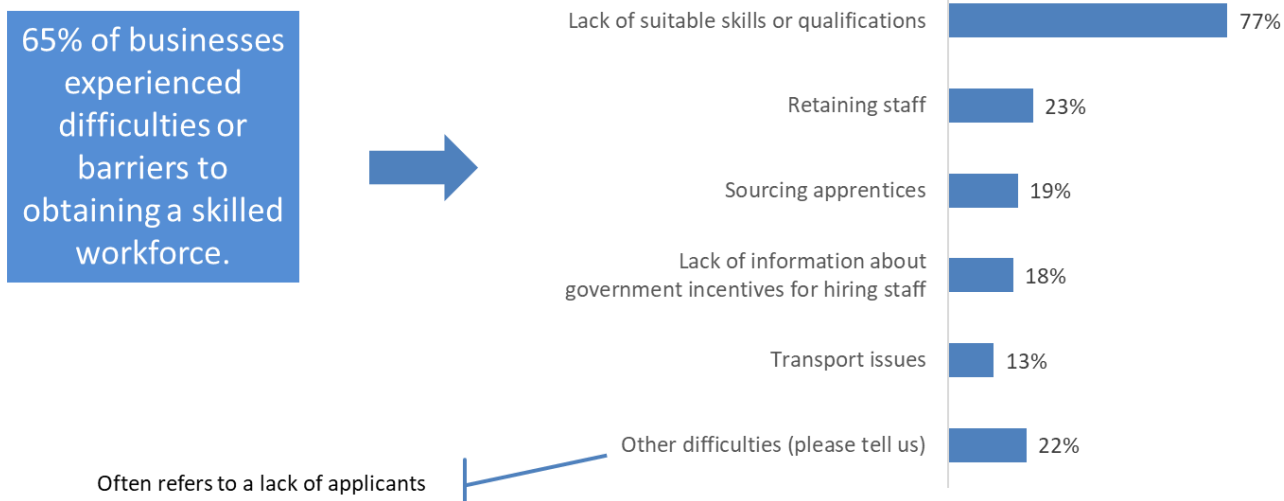 65% of businesses
experienced
difficulties or
barriers to
obtaining a skilled
workforce.
Lack of suitable skills or qualifications
77%
Retaining staff
23%
Sourcing apprentices
19%
Lack of information about
government incentives for hiring staff
18%
Transport issues
13%
Other difficulties (please tell us)
22%
Often refers to a lack of applicants